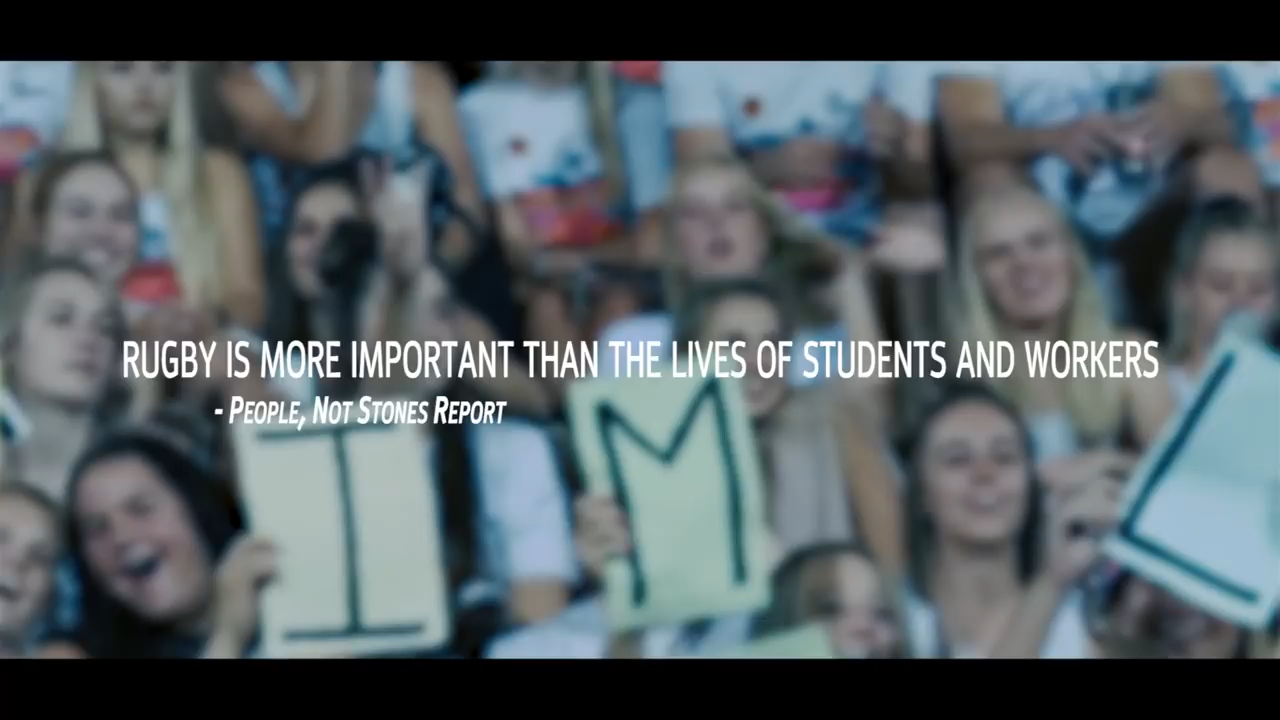 RUGBY IS MORE IMPORTANT THAN THE LIVES OF STUDENTS AND WORKERS
- PEOPLE, NOT STONES REPORT
I M L